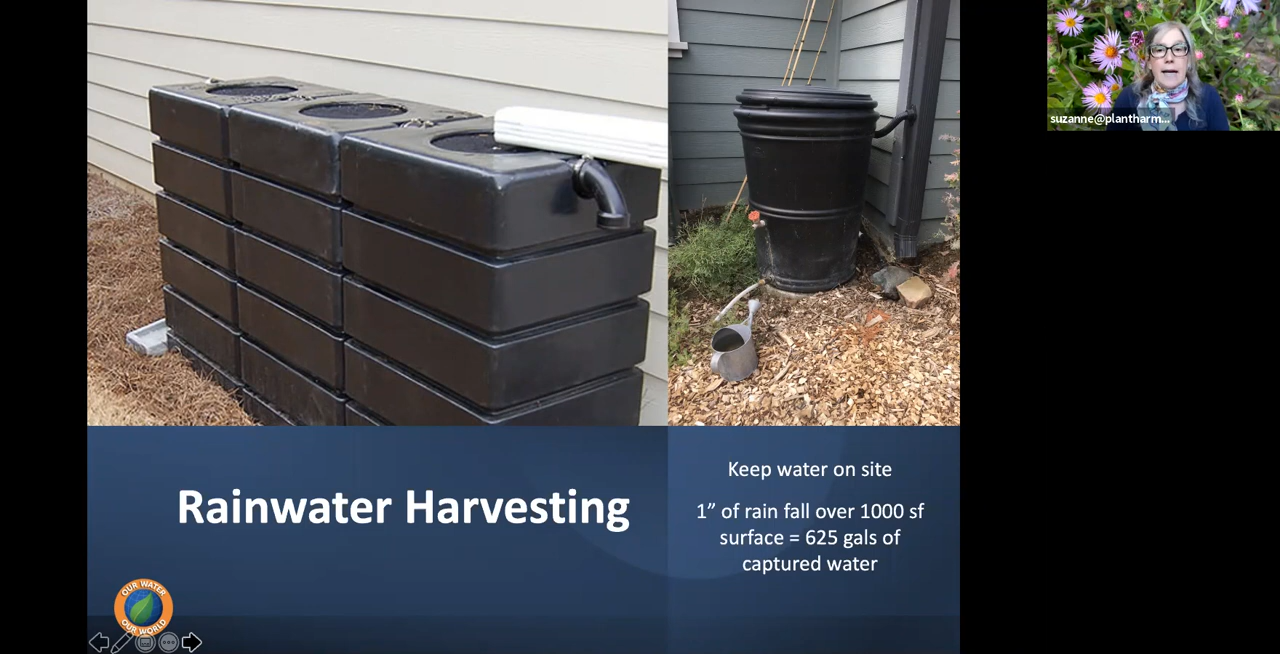 suzanne@plantharm...
Rainwater Harvesting
Keep water on site
1” of rain fall over 1000 sf
surface = 625 gals of
captured water
OUR WATER
OUR WORLD